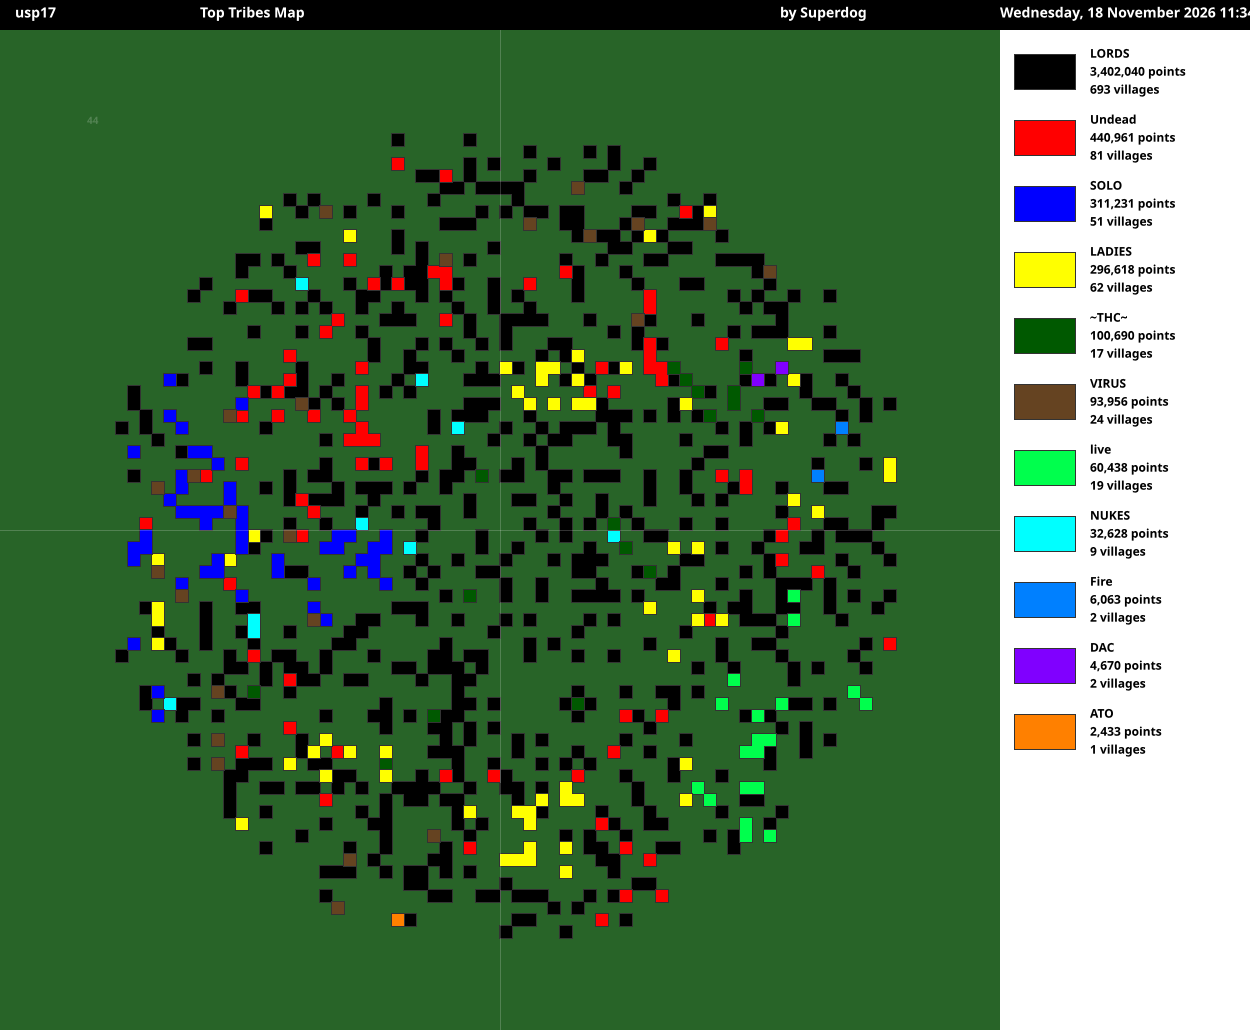 usp17 Top Tribes Map by Superdog Wednesday, 18 November 2026 11:34
44
LORDS
3,402,040 points
693 villages
Undead
440,961 points
81 villages
SOLO
311,231 points
51 villages
LADIES
296,618 points
62 villages
~THC~
100,690 points
17 villages
VIRUS
93,956 points
24 villages
live
60,438 points
19 villages
NUKES
32,628 points
9 villages
Fire
6,063 points
2 villages
DAC
4,670 points
2 villages
ATO
2,433 points
1 villages